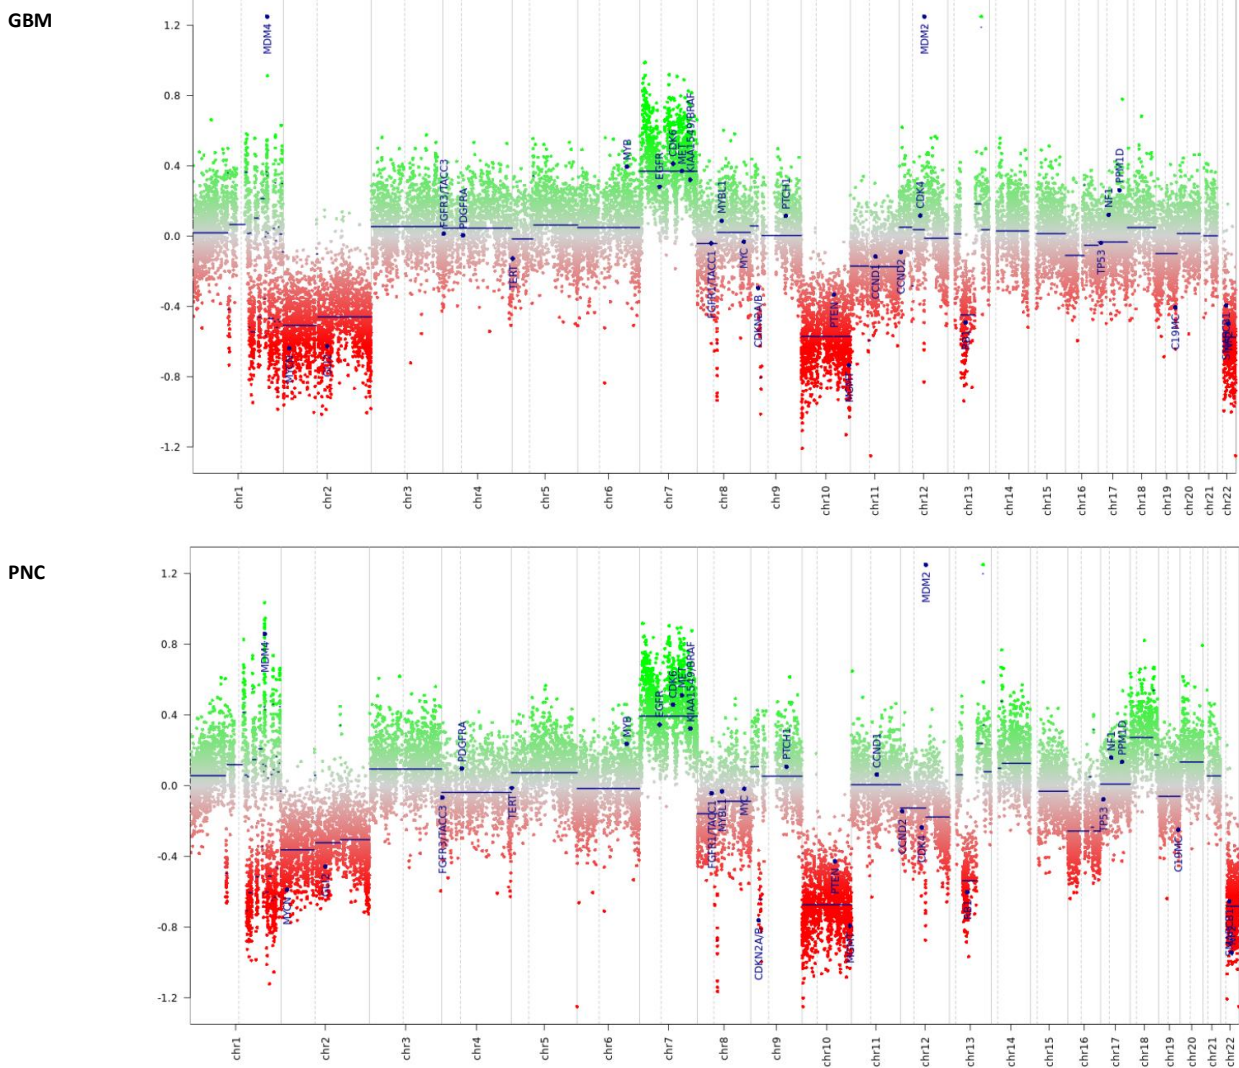 GBM
1.2
0.8
0.4
0.0
-0.4
-0.8
-1.2
MDM4
MYCN
GLI2
FGFR3/TACC3
PDGFRA
TERT
MYB
EGFR
CDK6
MET
KIAA1549/BRAF
FGFR1/TACC1
MYBL1
MYC
CDKN2A/B
PTCH1
PTEN
MGMT
CCND1
CCND2
CDK4
MDM2
RB1
TP53
NF1
PPM1D
C19MC
chr1
chr2
chr3
chr4
chr5
chr6
chr7
chr8
chr9
chr10
chr11
chr12
chr13
chr14
chr15
chr16
chr17
chr18
chr19
chr20
chr21
chr22
PNC
1.2
0.8
0.4
0.0
-0.4
-0.8
-1.2
MDM4
MYCN
GLI2
FGFR3/TACC3
PDGFRA
TERT
MYB
EGFR
CDK6
MET
KIAA1549/BRAF
FGFR1/TACC1
MYBL1
MYC
CDKN2A/B
PTCH1
PTEN
MGMT
CCND1
CCND2
CDK4
MDM2
RB1
TP53
NF1
PPM1D
C19MC
chr1
chr2
chr3
chr4
chr5
chr6
chr7
chr8
chr9
chr10
chr11
chr12
chr13
chr14
chr15
chr16
chr17
chr18
chr19
chr20
chr21
chr22